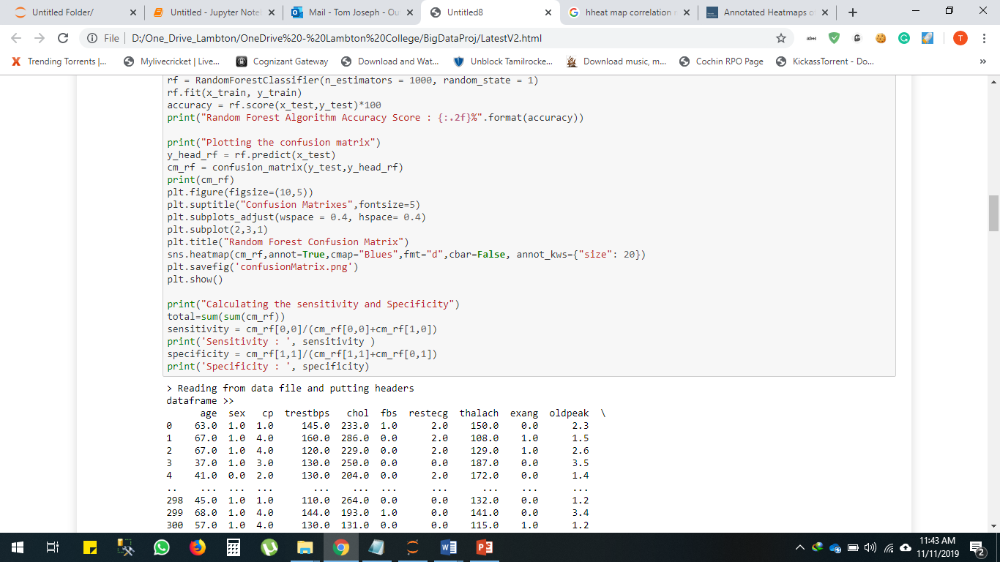 Untitled Folder/
Untitled - Jupyter Note
Mail - Tom Joseph - Ou
Untitled8
hheat map correlation
Annotated Heatmaps o
File
D:/One_Drive_Lambton/OneDrive%20-%20Lambton%20College/BigDataProj/LatestV2.html
T
Trending Torrents |...
Mylivecricket | Live...
Cognizant Gateway
Download and Wat...
Unblock Tamilrocke...
Download music, m...
Cochin RPO Page
KickassTorrent - Do...
»
rf = RandomForestClassifier(n_estimators = 1000, random_state = 1)
rf.fit(x_train, y_train)
accuracy = rf.score(x_test,y_test)*100
print("Random Forest Algorithm Accuracy Score : {:.2f}%".format(accuracy))
print("Plotting the confusion matrix")
y_head_rf = rf.predict(x_test)
cm_rf = confusion_matrix(y_test,y_head_rf)
print(cm_rf)
plt.figure(figsize=(10,5))
plt.suptitle("Confusion Matrixes",fontsize=5)
plt.subplots_adjust(wspace = 0.4, hspace= 0.4)
plt.subplot(2,3,1)
plt.title("Random Forest Confusion Matrix")
sns.heatmap(cm_rf,annot=True,cmap="Blues",fmt="d",cbar=False, annot_kws={"size": 20})
plt.savefig('confusionMatrix.png')
plt.show()
print("Calculating the sensitivity and Specificity")
total=sum(sum(cm_rf))
sensitivity = cm_rf[0,0]/(cm_rf[0,0]+cm_rf[1,0])
print('Sensitivity : ', sensitivity )
specificity = cm_rf[1,1]/(cm_rf[1,1]+cm_rf[0,1])
print('Specificity : ', specificity)
> Reading from data file and putting headers
dataframe >>
age sex cp trestbps chol fbs restecg thalach exang oldpeak \
0 63.0 1.0 1.0 145.0 233.0 1.0 2.0 150.0 0.0 2.3
1 67.0 1.0 4.0 160.0 286.0 0.0 2.0 108.0 1.0 1.5
2 67.0 1.0 4.0 120.0 229.0 0.0 2.0 129.0 1.0 2.6
3 37.0 1.0 3.0 130.0 250.0 0.0 0.0 187.0 0.0 3.5
4 41.0 0.0 2.0 130.0 204.0 0.0 2.0 172.0 0.0 1.4
.. ... ... ... ... ... ... ... ... ... ...
298 45.0 1.0 1.0 110.0 264.0 0.0 0.0 132.0 0.0 1.2
299 68.0 1.0 4.0 144.0 193.0 1.0 0.0 141.0 0.0 3.4
300 57.0 1.0 4.0 130.0 131.0 0.0 0.0 115.0 1.0 1.2
11:43 AM
11/11/2019
2